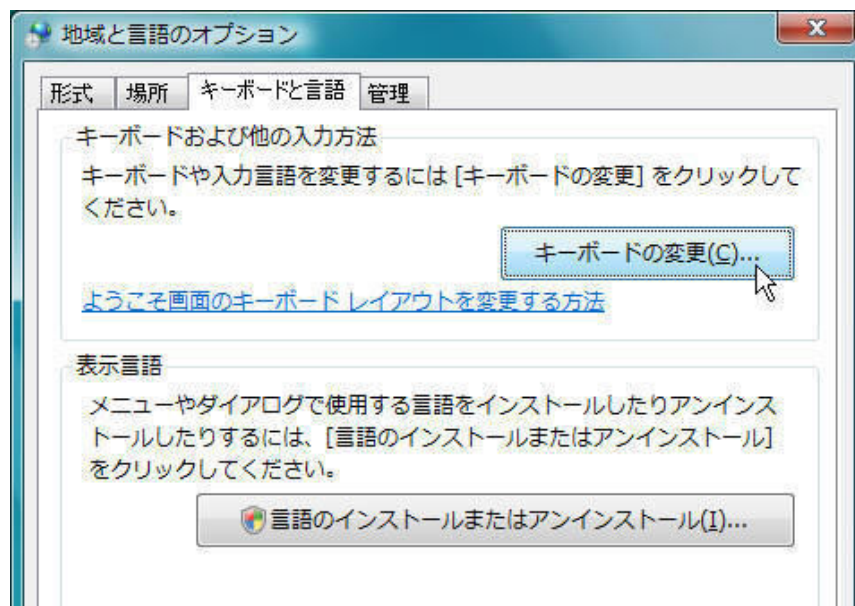 地域と言語のオプション
形式 場所 キーボードと言語 管理
キーボードおよび他の入力方法
キーボードや入力言語を変更するには [キーボードの変更] をクリックして
ください。
キーボードの変更(C)...
ようこそ画面のキーボード レイアウトを変更する方法
表示言語
メニューやダイアログで使用する言語をインストールしたりアンインス
トールしたりするには、[言語のインストールまたはアンインストール]
をクリックしてください。
言語のインストールまたはアンインストール(I)...